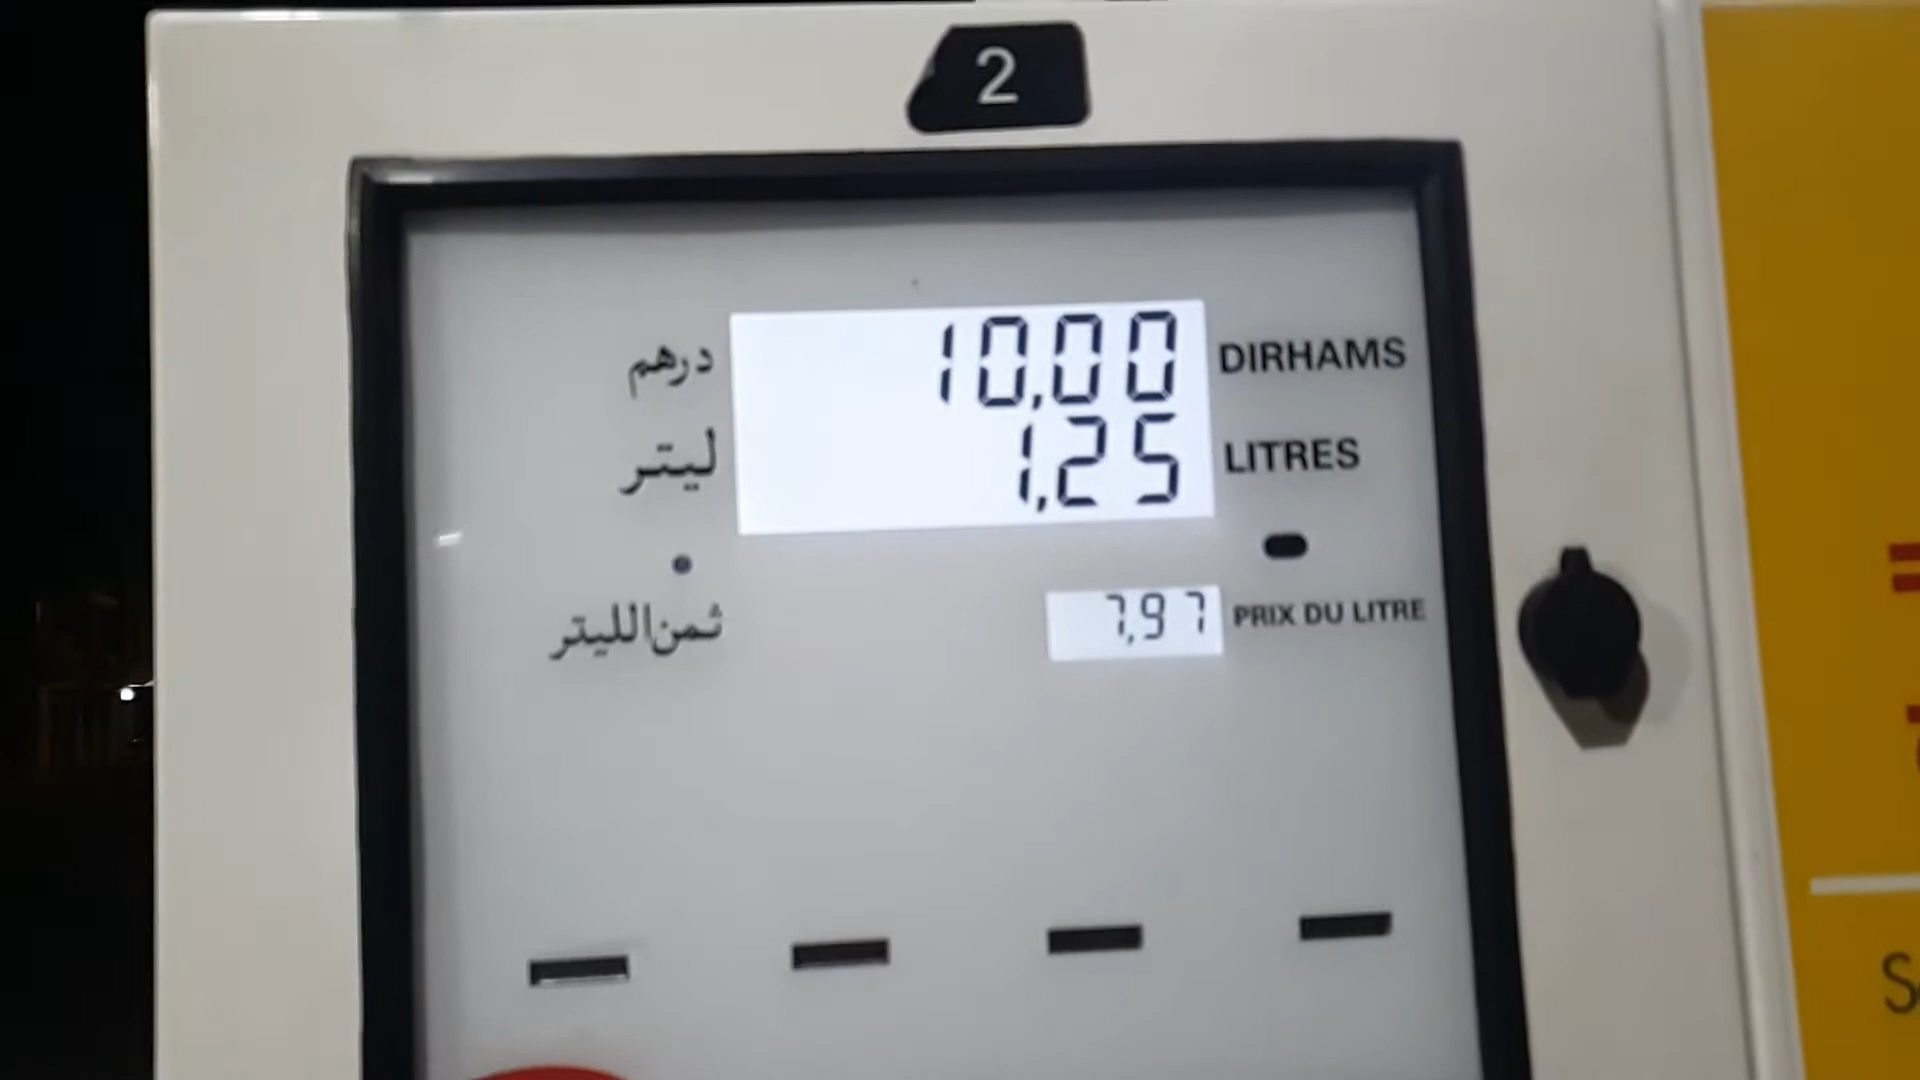 2
درهم 10,00 DIRHAMS
ليتر 1,25 LITRES
ثمن الليتر 7,97 PRIX DU LITRE